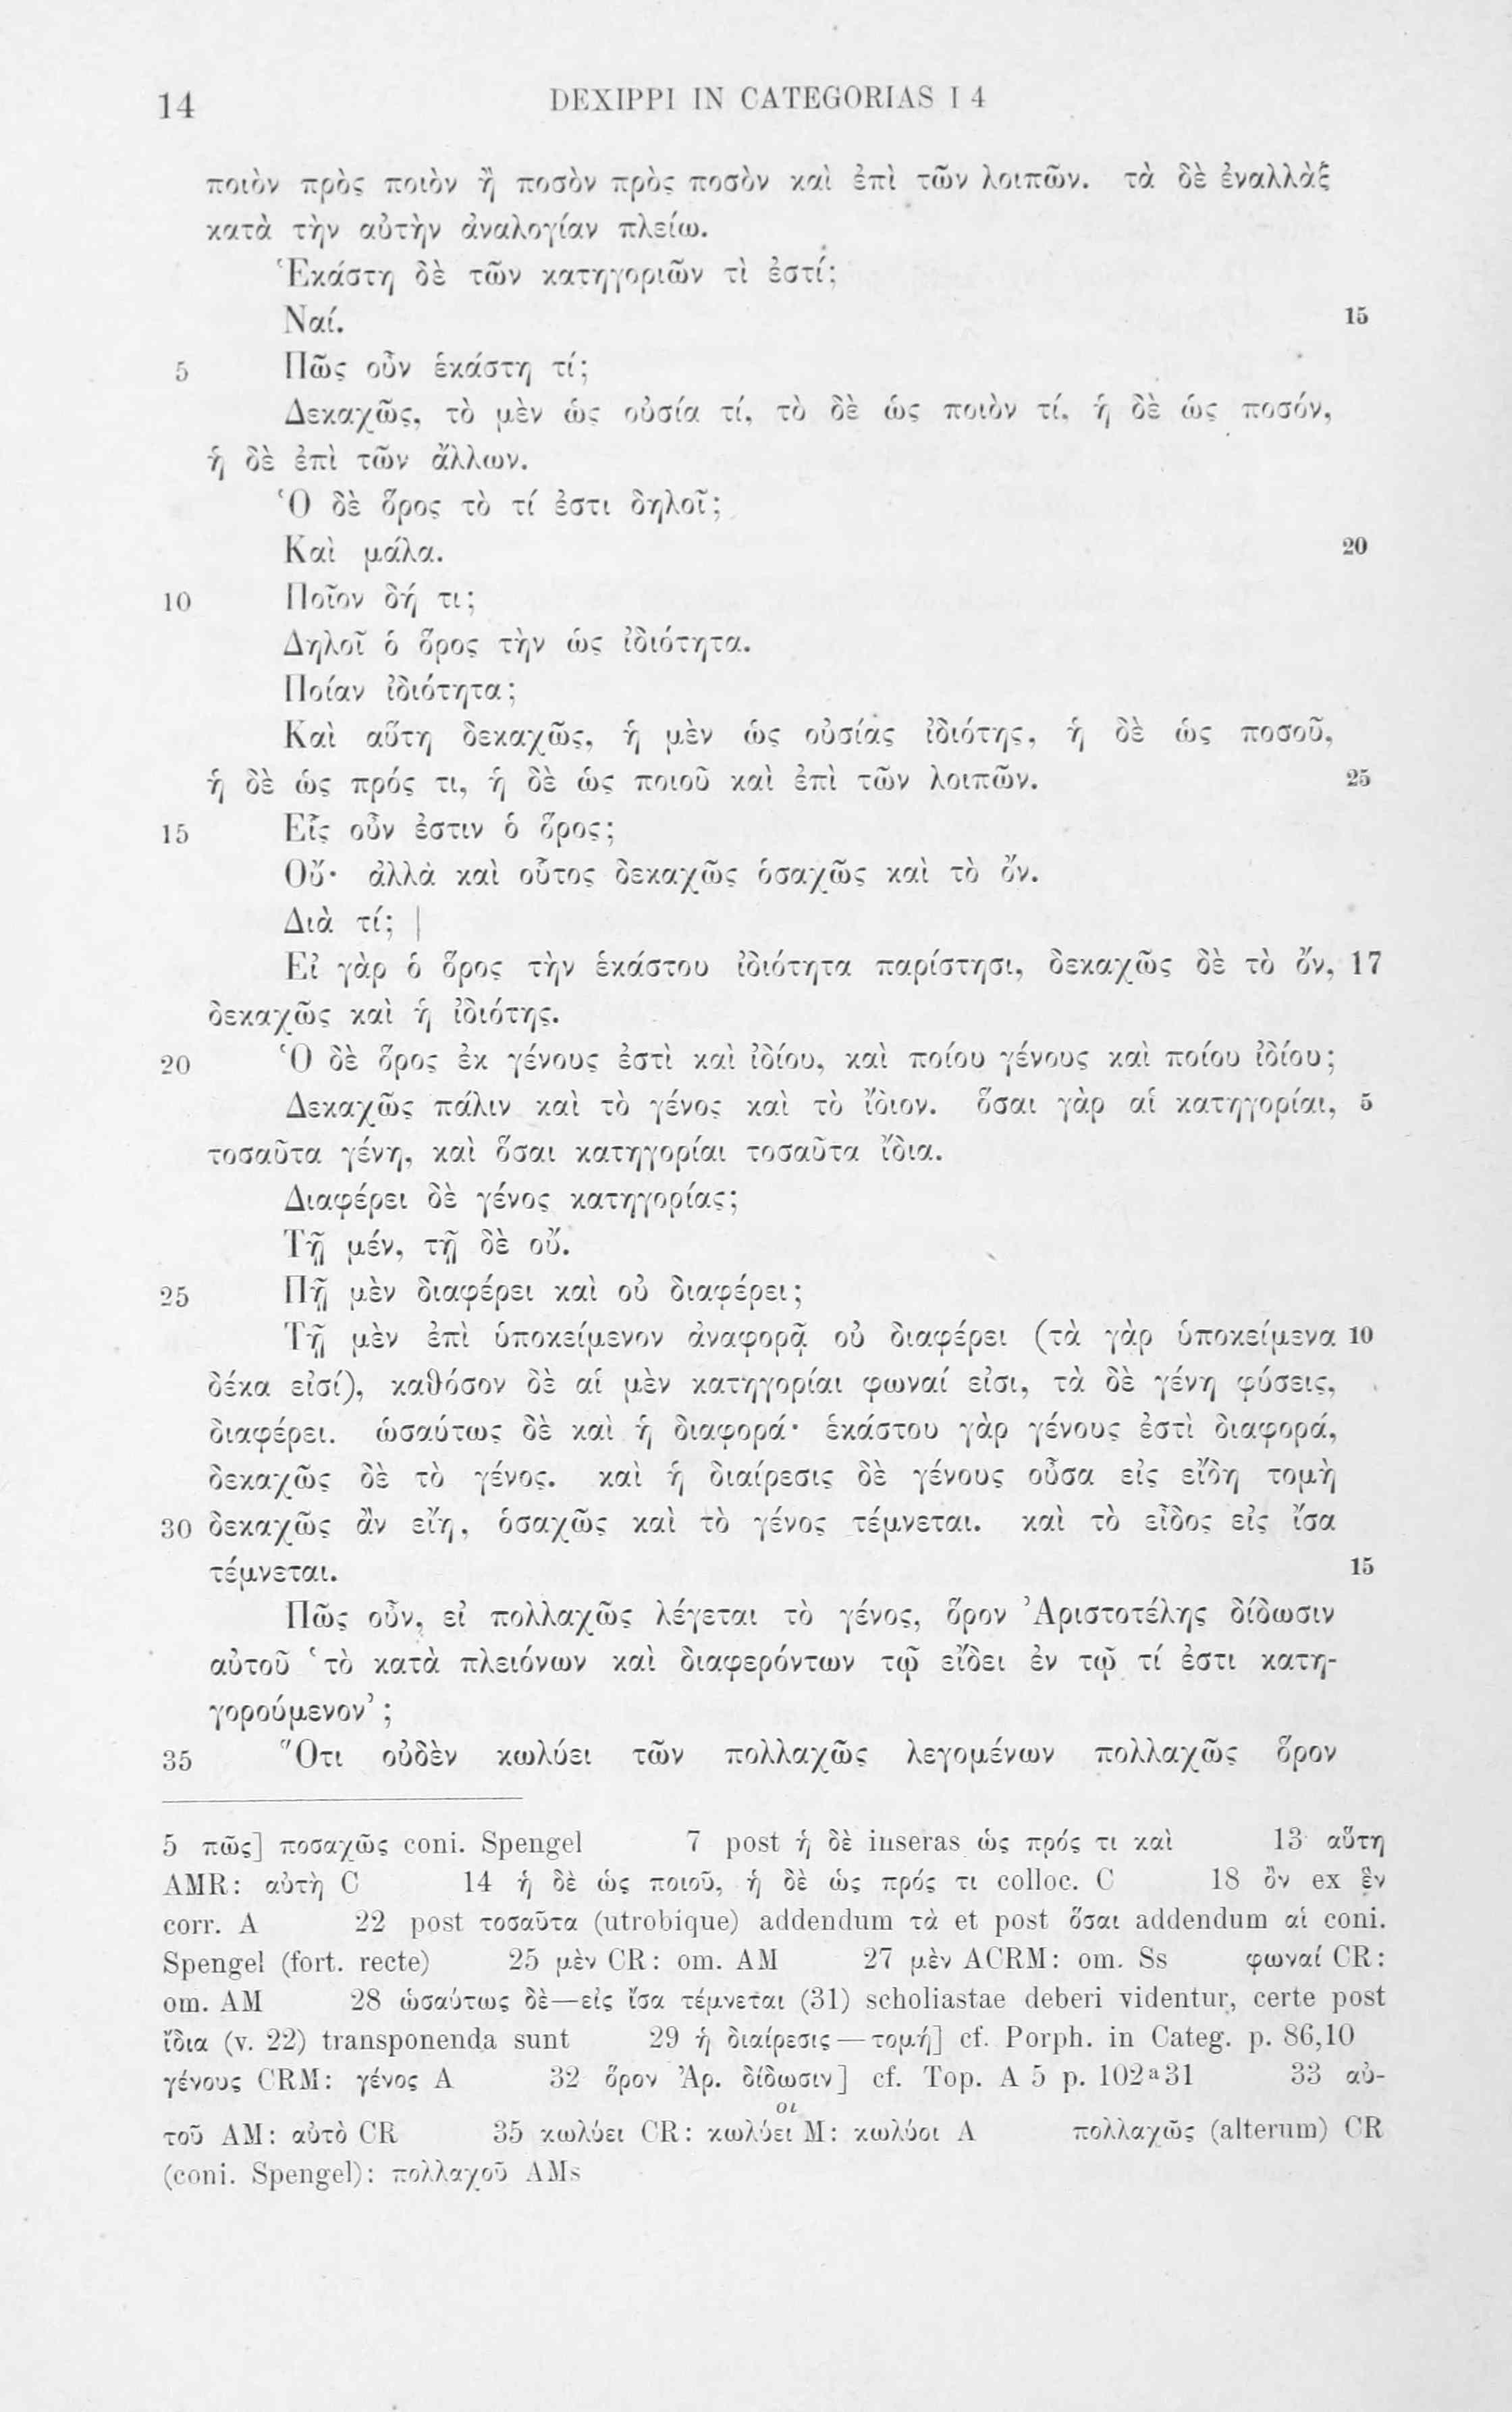 14 DEXIPPI IN CATEGORIAS I 4
ποιὸν πρὸς ποιὸν ἢ ποσὸν πρὸς ποσὸν καὶ ἐπὶ τῶν λοιπῶν. τὰ δὲ ἐναλλὰξ
κατὰ τὴν αὐτὴν ἀναλογίαν πλείω.
Ἑκάστη δὲ τῶν κατηγοριῶν τὶ ἐστί;
Ναί. 15
5 Πῶς οὖν ἑκάστη τί;
Δεκαχῶς, τὸ μὲν ὡς οὐσία τί, τὸ δὲ ὡς ποιὸν τί, ἡ δὲ ὡς ποσόν,
ἡ δὲ ἐπὶ τῶν ἄλλων.
Ὁ δὲ ὅρος τὸ τί ἐστι δηλοῖ;
Καὶ μάλα. 20
10 Ποῖον δή τι;
Δηλοῖ ὁ ὅρος τὴν ὡς ἰδιότητα.
Ποίαν ἰδιότητα;
Καὶ αὕτη δεκαχῶς, ἡ μὲν ὡς οὐσίας ἰδιότης, ἡ δὲ ὡς ποσοῦ,
ἡ δὲ ὡς πρός τι, ἡ δὲ ὡς ποιοῦ καὶ ἐπὶ τῶν λοιπῶν. 25
15 Εἷς οὖν ἐστιν ὁ ὅρος;
Οὔ· ἀλλὰ καὶ οὗτος δεκαχῶς ὁσαχῶς καὶ τὸ ὄν.
Διὰ τί; |
Εἰ γὰρ ὁ ὅρος τὴν ἑκάστου ἰδιότητα παρίστησι, δεκαχῶς δὲ τὸ ὄν, 17
δεκαχῶς καὶ ἡ ἰδιότης.
20 Ὁ δὲ ὅρος ἐκ γένους ἐστὶ καὶ ἰδίου, καὶ ποίου γένους καὶ ποίου ἰδίου;
Δεκαχῶς πάλιν καὶ τὸ γένος καὶ τὸ ἴδιον. ὅσαι γὰρ αἱ κατηγορίαι, 5
τοσαῦτα γένη, καὶ ὅσαι κατηγορίαι τοσαῦτα ἴδια.
Διαφέρει δὲ γένος κατηγορίας;
Τῇ μέν, τῇ δὲ οὔ.
25 Πῇ μὲν διαφέρει καὶ οὐ διαφέρει;
Τῇ μὲν ἐπὶ ὑποκείμενον ἀναφορᾷ οὐ διαφέρει (τὰ γὰρ ὑποκείμενα 10
δέκα εἰσί), καθόσον δὲ αἱ μὲν κατηγορίαι φωναί εἰσι, τὰ δὲ γένη φύσεις,
διαφέρει. ὡσαύτως δὲ καὶ ἡ διαφορά· ἑκάστου γὰρ γένους ἐστὶ διαφορά,
δεκαχῶς δὲ τὸ γένος. καὶ ἡ διαίρεσις δὲ γένους οὖσα εἰς εἴδη τομὴ
30 δεκαχῶς ἂν εἴη, ὁσαχῶς καὶ τὸ γένος τέμνεται. καὶ τὸ εἶδος εἰς ἴσα
τέμνεται. 15
Πῶς οὖν, εἰ πολλαχῶς λέγεται τὸ γένος, ὅρον Ἀριστοτέλης δίδωσιν
αὐτοῦ ‘τὸ κατὰ πλειόνων καὶ διαφερόντων τῷ εἴδει ἐν τῷ τί ἐστι κατη-
γορούμενον’;
35 Ὅτι οὐδὲν κωλύει τῶν πολλαχῶς λεγομένων πολλαχῶς ὅρον
5 πῶς] ποσαχῶς coni. Spengel 7 post ἡ δὲ inseras ὡς πρός τι καὶ 13 αὕτη
AMR: αὐτὴ C 14 ἡ δὲ ὡς ποιοῦ, ἡ δὲ ὡς πρός τι colloc. C 18 ὂν ex ἓν
corr. A 22 post τοσαῦτα (utrobique) addendum τὰ et post ὅσαι addendum αἱ coni.
Spengel (fort. recte) 25 μὲν CR: om. AM 27 μὲν ACRM: om. Ss φωναί CR:
om. AM 28 ὡσαύτως δὲ—εἰς ἴσα τέμνεται (31) scholiastae deberi videntur, certe post
ἴδια (v. 22) transponenda sunt 29 ἡ διαίρεσις—τομή] cf. Porph. in Categ. p. 86,10
γένους CRM: γένος A 32 ὅρον Ἀρ. δίδωσιν] cf. Top. A 5 p. 102ᵃ31 33 αὐ-
οι
τοῦ AM: αὐτὸ CR 35 κωλύει CR: κωλύει M: κωλύοι A πολλαχῶς (alterum) CR
(coni. Spengel): πολλαχοῦ AMs